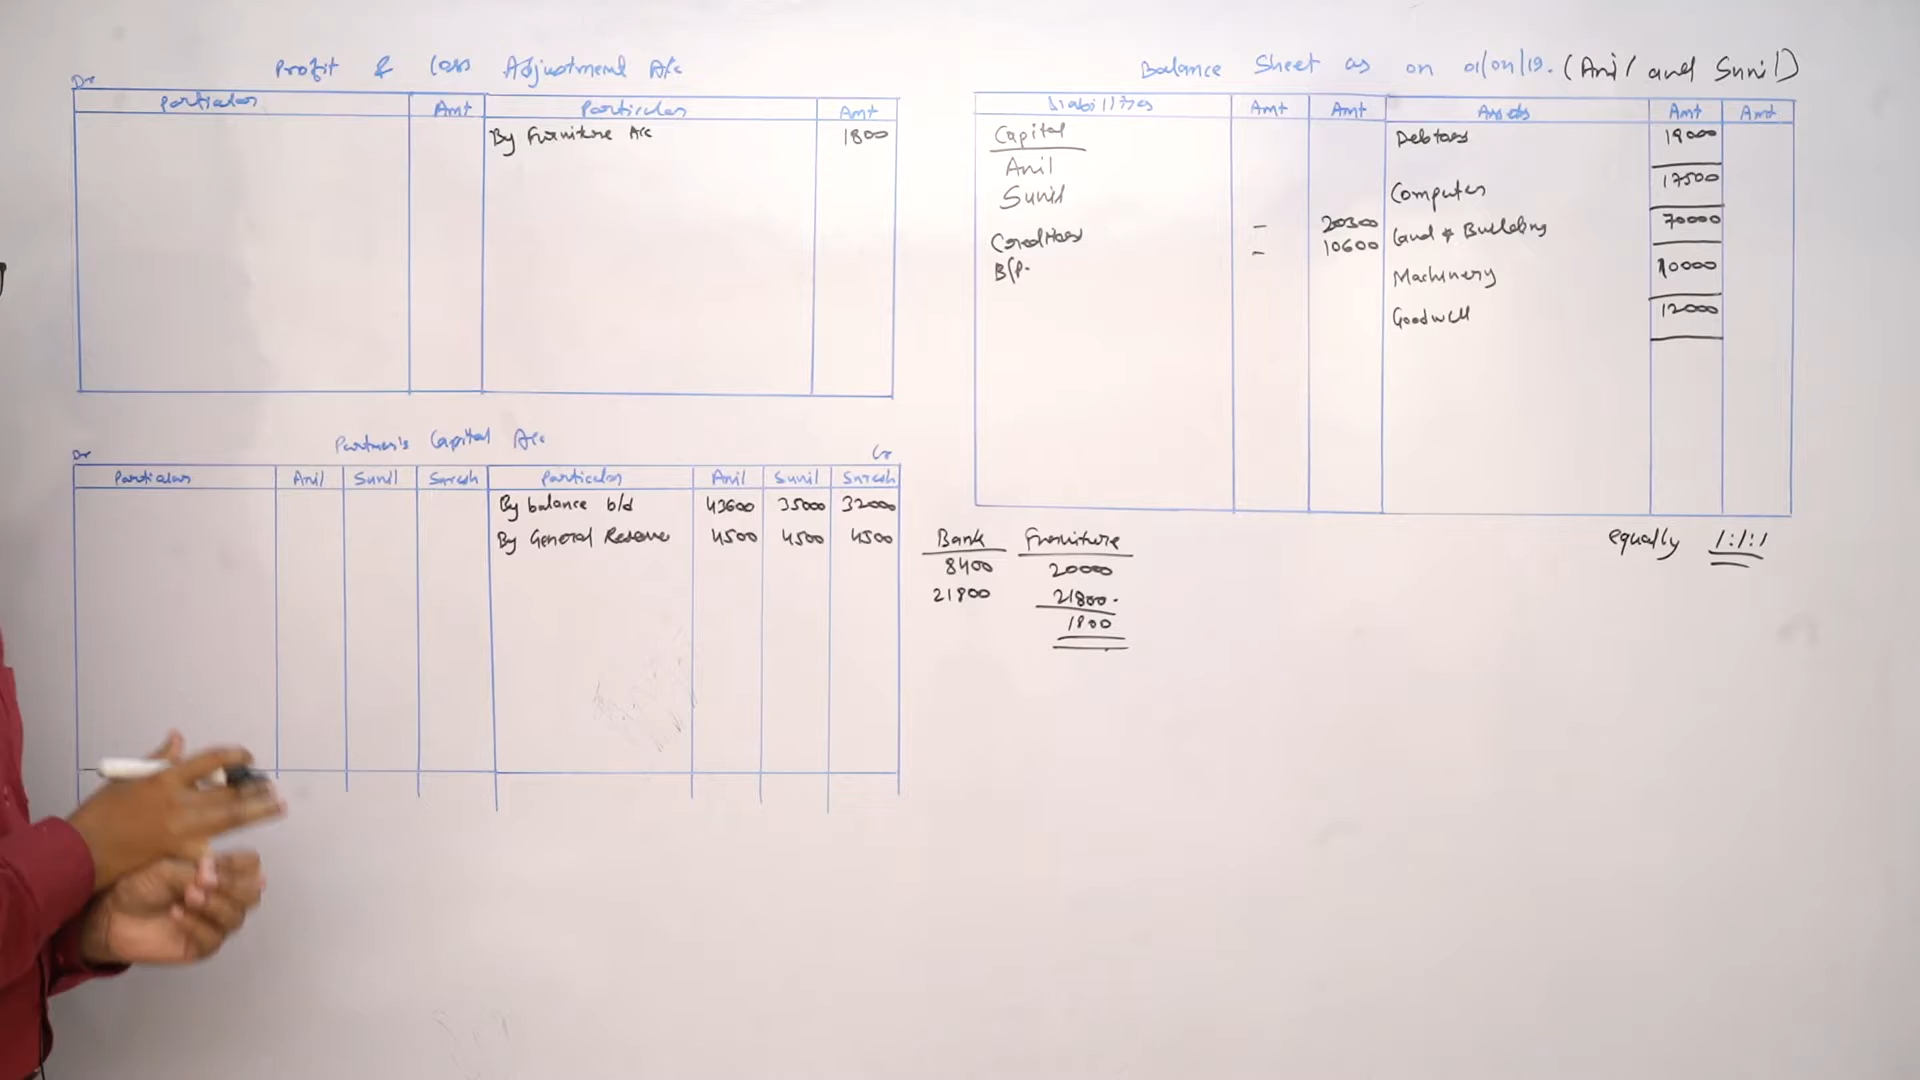 Profit & Loss Adjustment A/c
Dr
Particulars Amt Particulars Amt
By Furniture A/c 1800
Partner's Capital A/c
Dr Cr
Particulars Anil Sunil Suresh Particulars Anil Sunil Suresh
By balance b/d 43600 35000 32000
By General Reserve 4500 4500 4500
Balance Sheet as on 01/04/19. (Anil and Sunil)
Liabilities Amt Amt Assets Amt Amt
Capital Debtors 19000
Anil
Sunil Computer 17500
Creditors - 20300 Land & Building 70000
B/P. - 10600 Machinery 10000
Goodwill 12000
equally 1:1:1
Bank Furniture
8400 20000
21800 21800.
1800